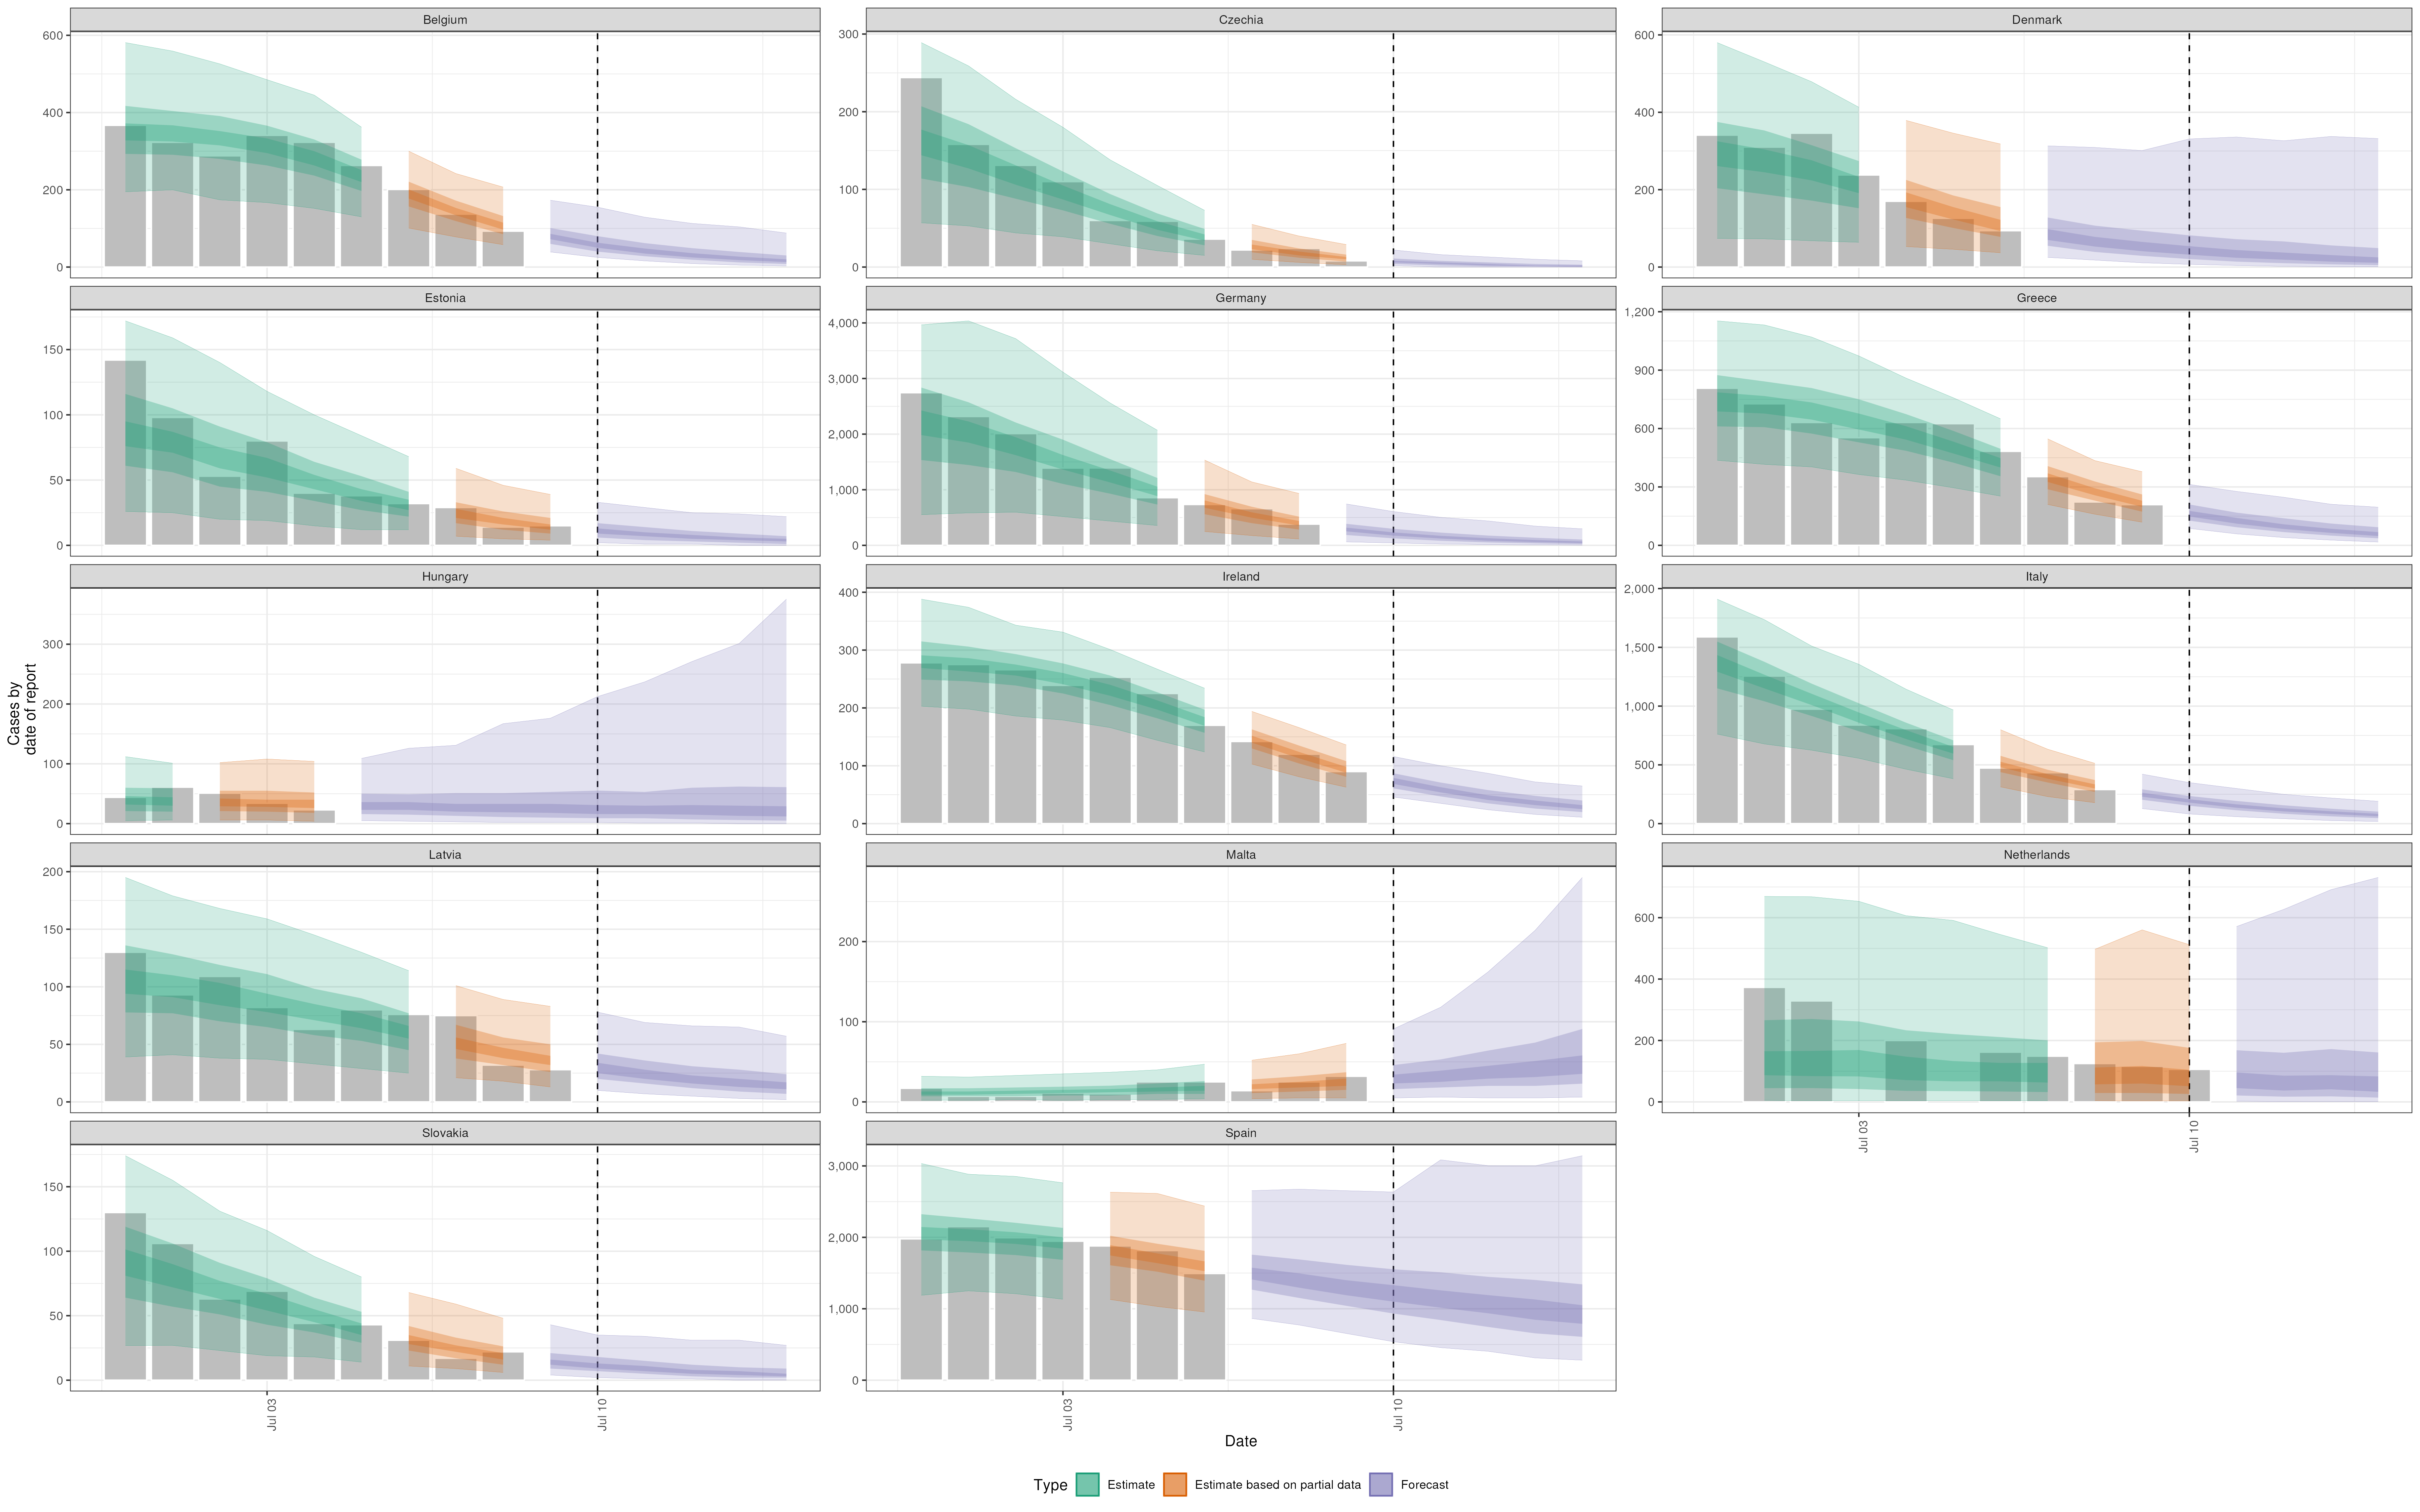 Belgium
Czechia
Denmark
600
400
200
0
300
200
100
0
600
400
200
0
Estonia
Germany
Greece
150
100
50
0
4,000
3,000
2,000
1,000
0
1,200
900
600
300
0
Hungary
Ireland
Italy
300
200
100
0
400
300
200
100
0
2,000
1,500
1,000
500
0
Cases by
date of report
Latvia
Malta
Netherlands
200
150
100
50
0
200
100
0
600
400
200
0
Jul 03
Jul 10
Slovakia
Spain
150
100
50
0
3,000
2,000
1,000
0
Jul 03
Jul 10
Jul 03
Jul 10
Date
Type
Estimate
Estimate based on partial data
Forecast